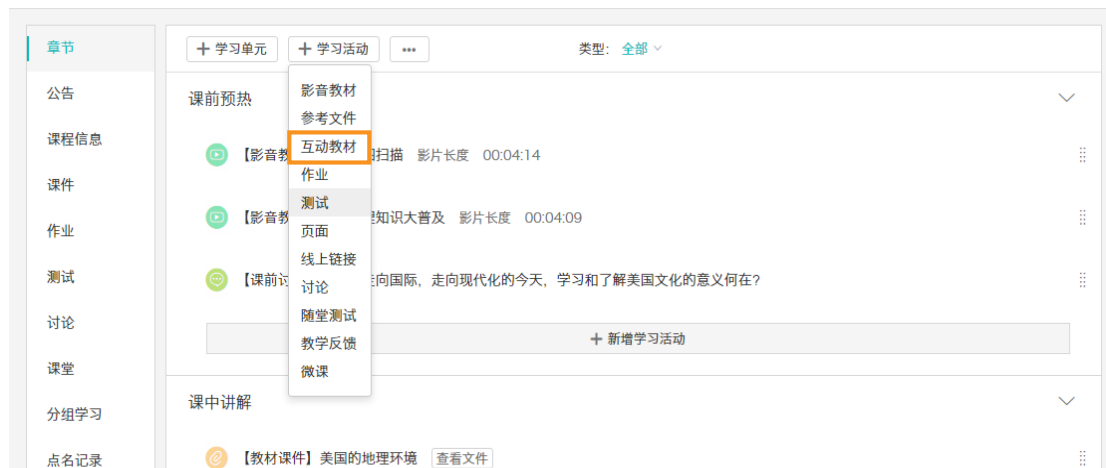 章节
公告
课程信息
课件
作业
测试
讨论
课堂
分组学习
点名记录
＋ 学习单元 ＋ 学习活动 ••• 类型： 全部
影音教材
参考文件
互动教材
作业
测试
页面
线上链接
讨论
随堂测试
教学反馈
微课
课前预热
【影音教 扫描 影片长度 00:04:14
【影音教 知识大普及 影片长度 00:04:09
【课前讨 向国际，走向现代化的今天，学习和了解美国文化的意义何在?
＋ 新增学习活动
课中讲解
【教材课件】美国的地理环境 查看文件